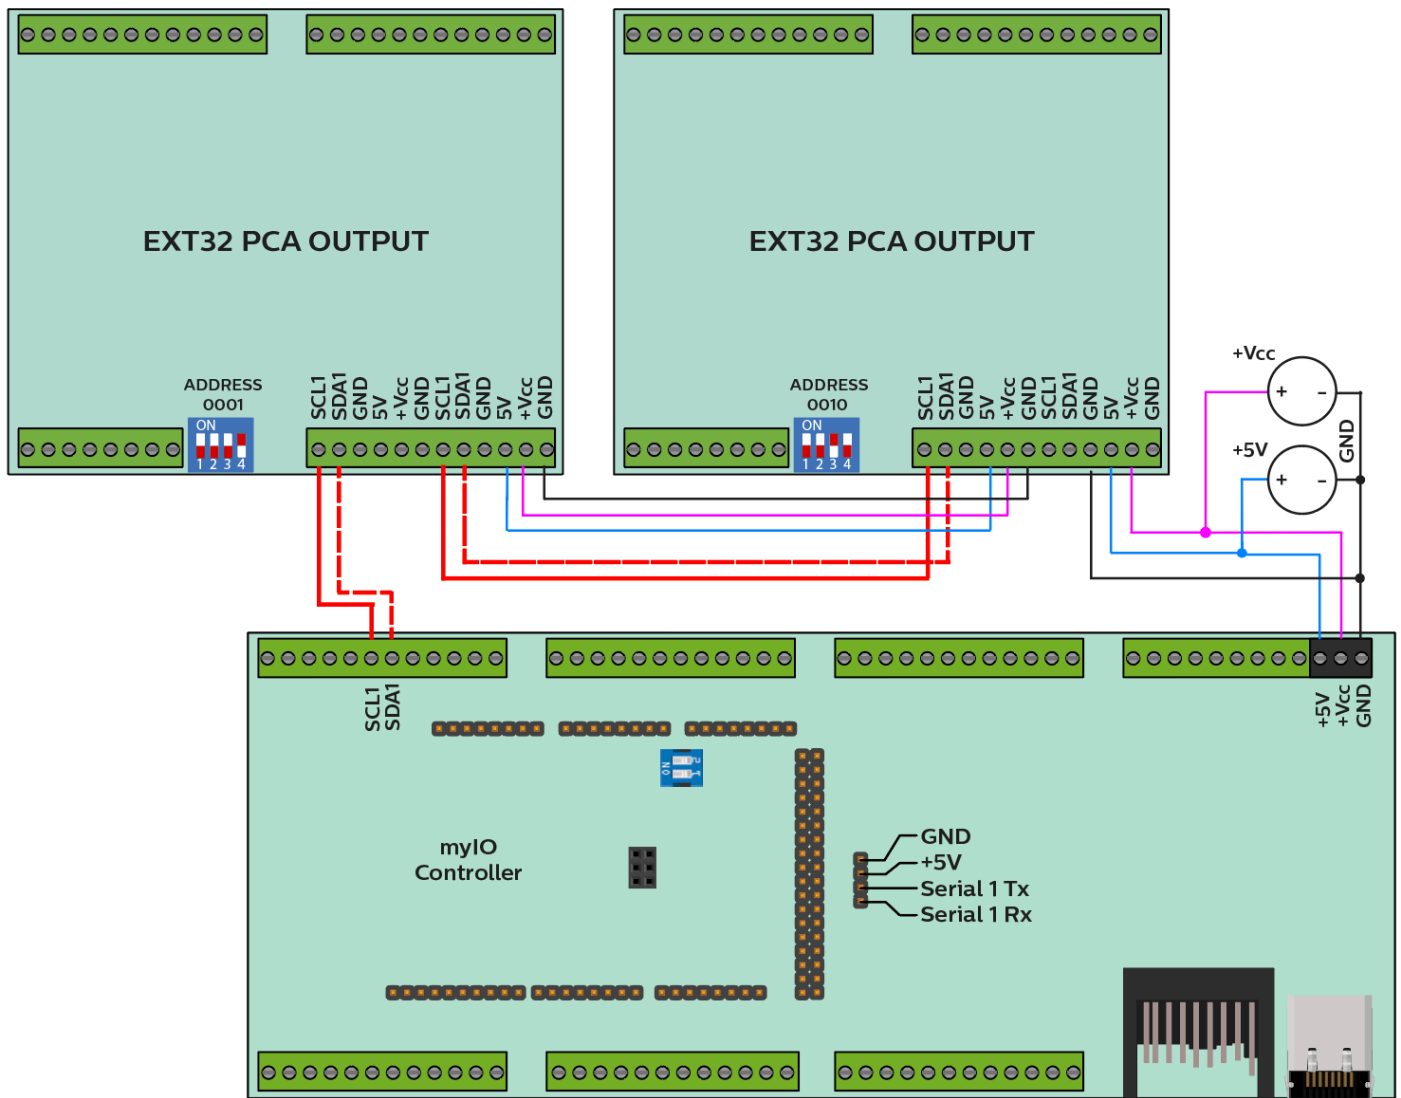 EXT32 PCA OUTPUT
ADDRESS
0001
ON
1 2 3 4
SCL1
SDA1
GND
5V
+Vcc
GND
SCL1
SDA1
GND
5V
+Vcc
GND
EXT32 PCA OUTPUT
ADDRESS
0010
ON
1 2 3 4
SCL1
SDA1
GND
5V
+Vcc
GND
SCL1
SDA1
GND
5V
+Vcc
GND
+Vcc
+ -
+5V
+ -
GND
SCL1
SDA1
+5V
+Vcc
GND
ON
1 2
myIO
Controller
GND
+5V
Serial 1 Tx
Serial 1 Rx